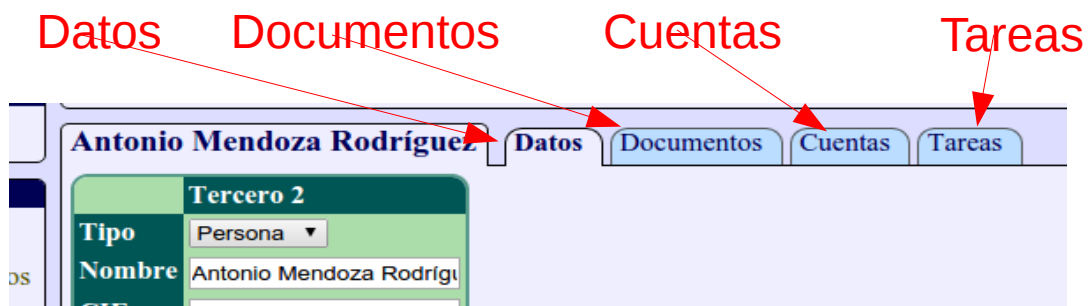 Datos Documentos Cuentas Tareas
Antonio Mendoza Rodríguez Datos Documentos Cuentas Tareas
Tercero 2
Tipo Persona
Nombre Antonio Mendoza Rodrígu
os